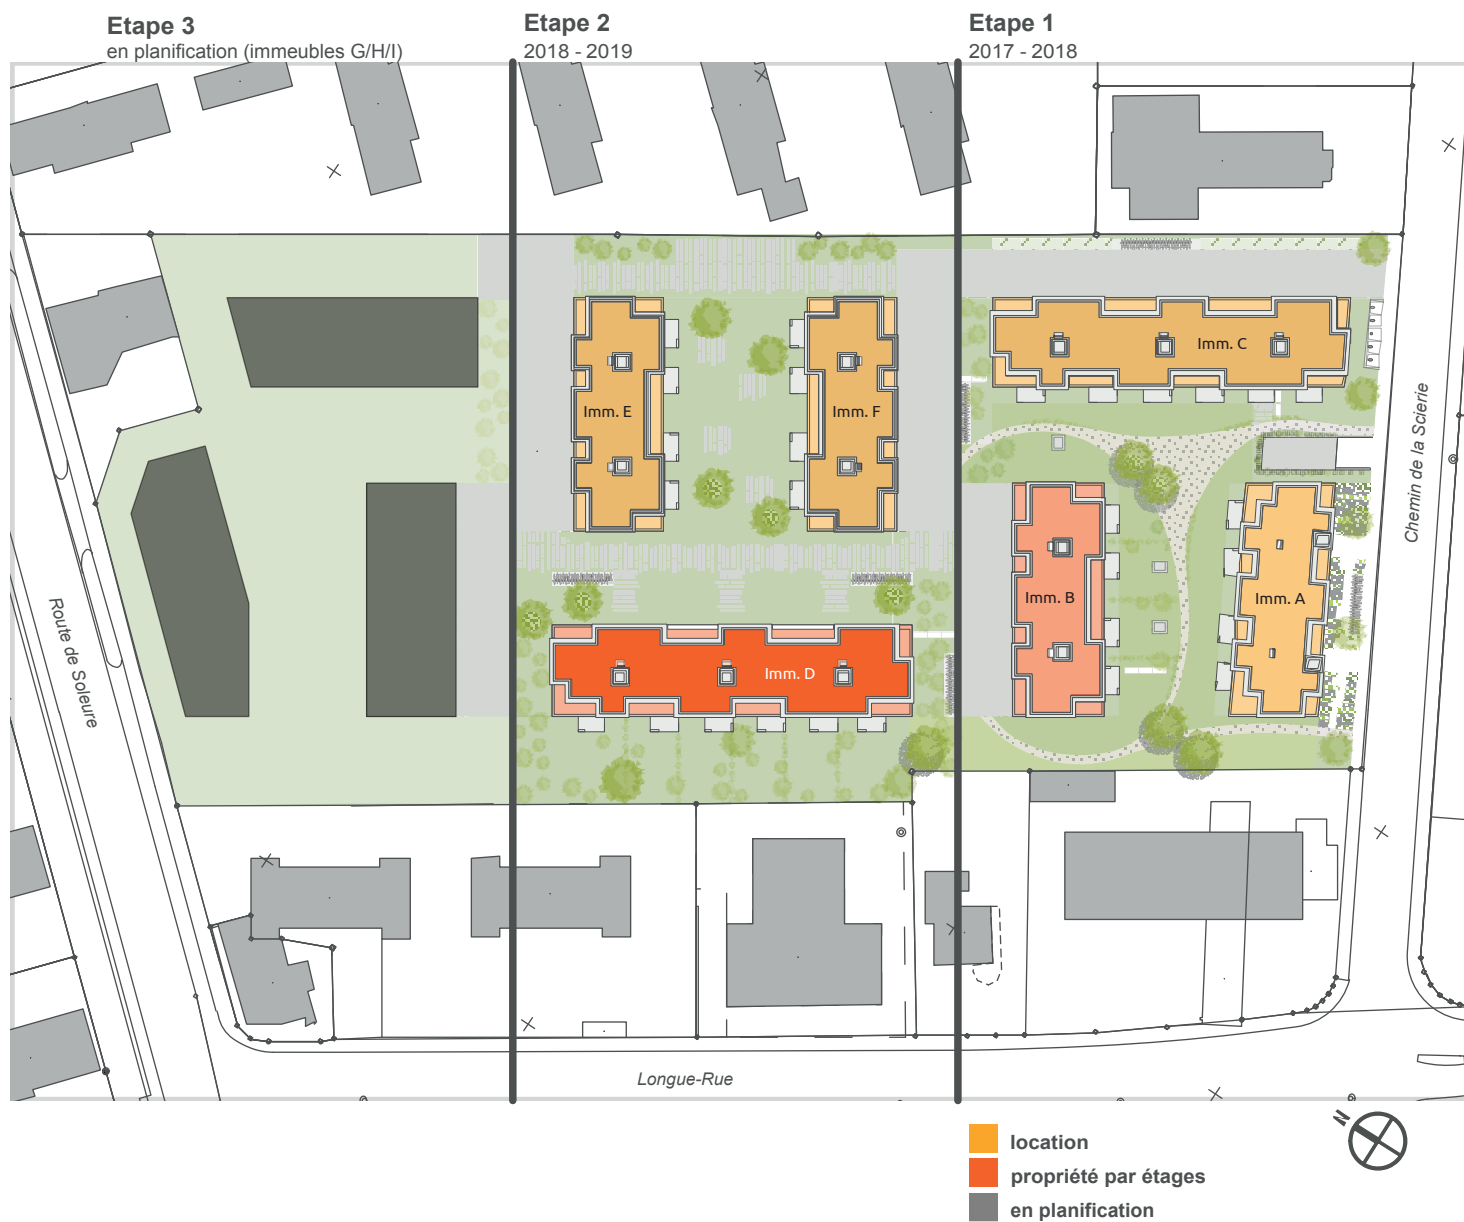 Etape 3
en planification (immeubles G/H/I)
Etape 2
2018 - 2019
Etape 1
2017 - 2018
Imm. C
Imm. E
Imm. F
Chemin de la Scierie
Imm. B
Imm. A
Route de Soleure
Imm. D
Longue-Rue
N
location
propriété par étages
en planification